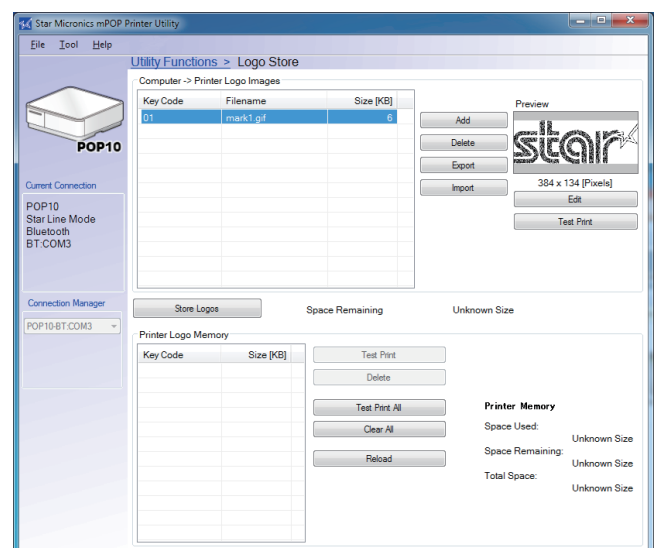 Star Micronics mPOP Printer Utility
File Tool Help
Utility Functions > Logo Store
POP10
Current Connection
POP10
Star Line Mode
Bluetooth
BT:COM3
Connection Manager
POP10-BT:COM3
Computer -> Printer Logo Images
Key Code Filename Size [KB]
01 mark1.gif 6
Add
Delete
Export
Import
Preview
star
384 x 134 [Pixels]
Edit
Test Print
Store Logos Space Remaining Unknown Size
Printer Logo Memory
Key Code Size [KB]
Test Print
Delete
Test Print All
Clear All
Reload
Printer Memory
Space Used:
Unknown Size
Space Remaining:
Unknown Size
Total Space:
Unknown Size